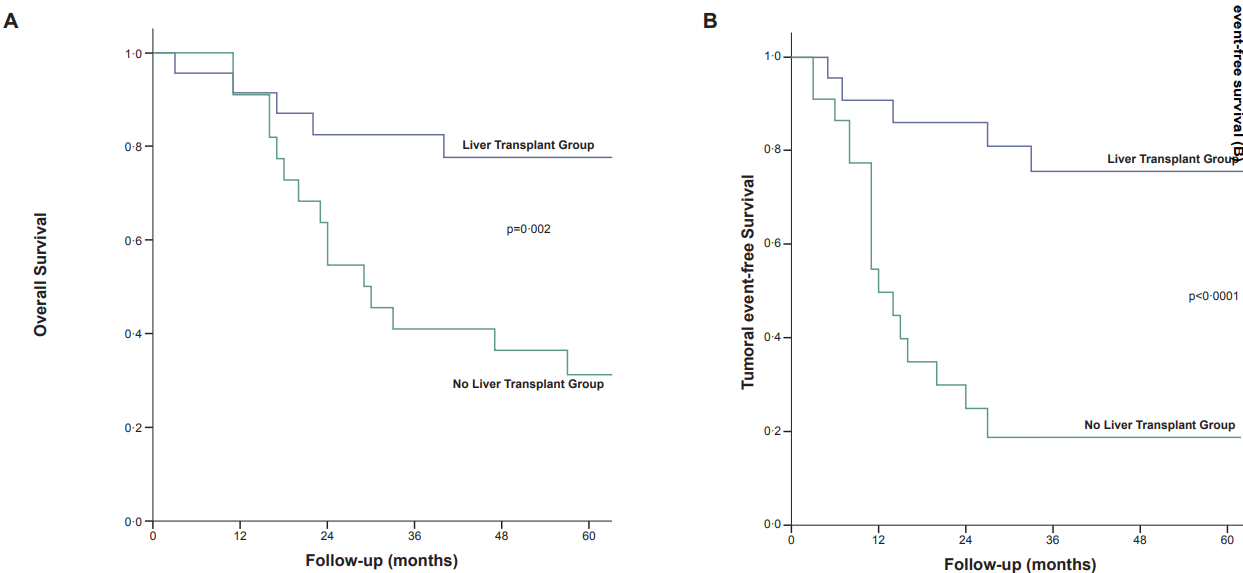 A
Overall Survival
1·0
0·8
0·6
0·4
0·2
0·0
0 12 24 36 48 60
Follow-up (months)
Liver Transplant Group
p=0·002
No Liver Transplant Group
B
Tumoral event-free Survival
1·0
0·8
0·6
0·4
0·2
0·0
0 12 24 36 48 60
Follow-up (months)
Liver Transplant Group
p<0·0001
No Liver Transplant Group
event-free survival (B)